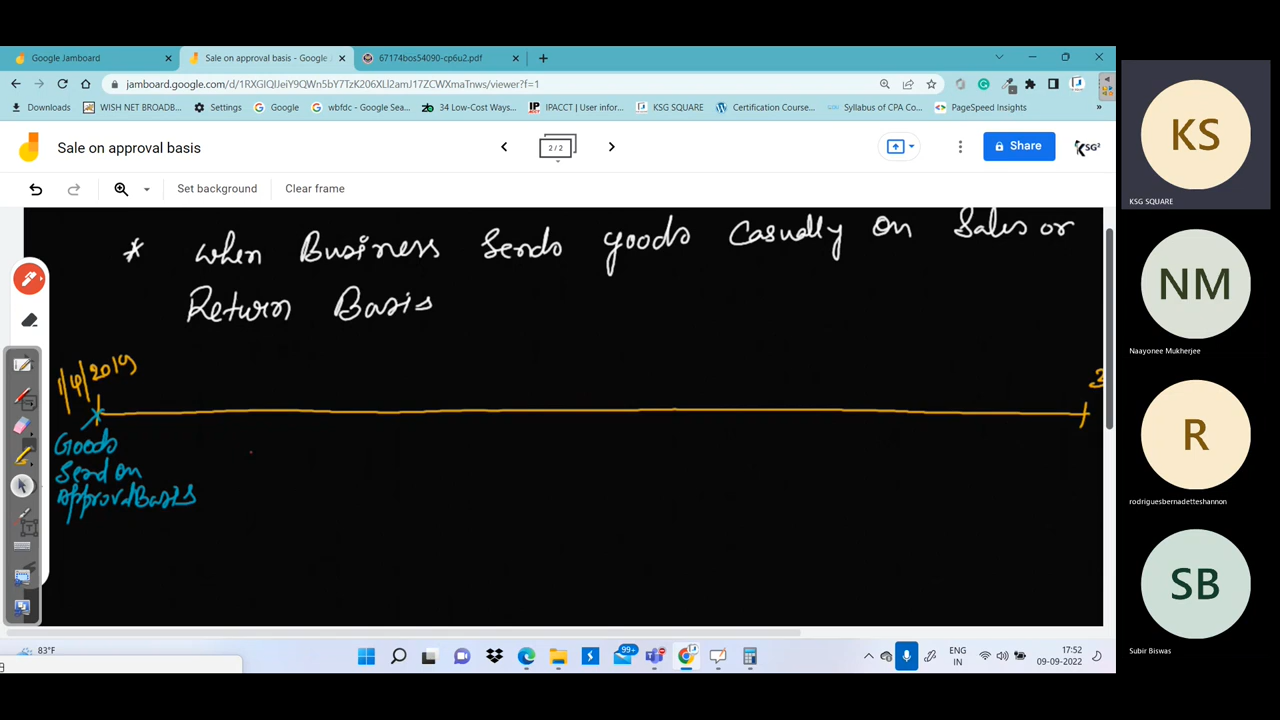 Google Jamboard
Sale on approval basis - Google
67174bos54090-cp6u2.pdf
jamboard.google.com/d/1RXGlQIJeiY9QWn5bY7TzK206XLl2amJ17ZCWXmaTnws/viewer?f=1
Downloads
WISH NET BROADB...
Settings
Google
wbfdc - Google Sea...
34 Low-Cost Ways...
IPACCT | User infor...
KSG SQUARE
Certification Course...
Syllabus of CPA Co...
PageSpeed Insights
Sale on approval basis
2 / 2
Share
KSG²
Set background
Clear frame
* when Business Sends goods Casually on Sales or
Return Basis
1/4/2019
3
Goods
Send on
Approval Basis
83°F
99+
ENG
IN
17:52
09-09-2022
KS
KSG SQUARE
NM
Naayonee Mukherjee
R
rodriguesbernadetteshannon
SB
Subir Biswas